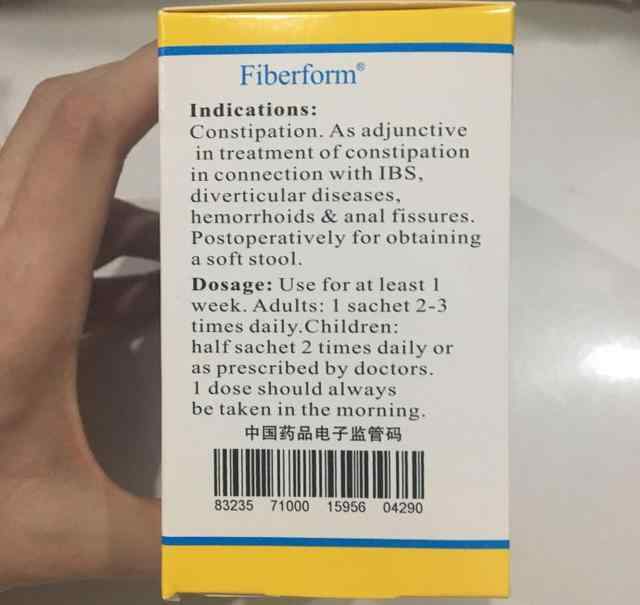 Fiberform®
Indications:
Constipation. As adjunctive
in treatment of constipation
in connection with IBS,
diverticular diseases,
hemorrhoids & anal fissures.
Postoperatively for obtaining
a soft stool.
Dosage: Use for at least 1
week. Adults: 1 sachet 2-3
times daily.Children:
half sachet 2 times daily or
as prescribed by doctors.
1 dose should always
be taken in the morning.
中国药品电子监管码
83235 71000 15956 04290